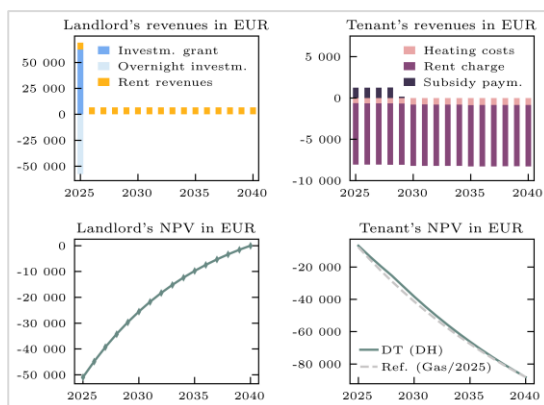 Landlord's revenues in EUR
50 000
0
-50 000
Investm. grant
Overnight investm.
Rent revenues
2025 2030 2035 2040
Tenant's revenues in EUR
5 000
0
-5 000
-10 000
Heating costs
Rent charge
Subsidy paym.
2025 2030 2035 2040
Landlord's NPV in EUR
0
-10 000
-20 000
-30 000
-40 000
-50 000
2025 2030 2035 2040
Tenant's NPV in EUR
-20 000
-40 000
-60 000
-80 000
DT (DH)
Ref. (Gas/2025)
2025 2030 2035 2040